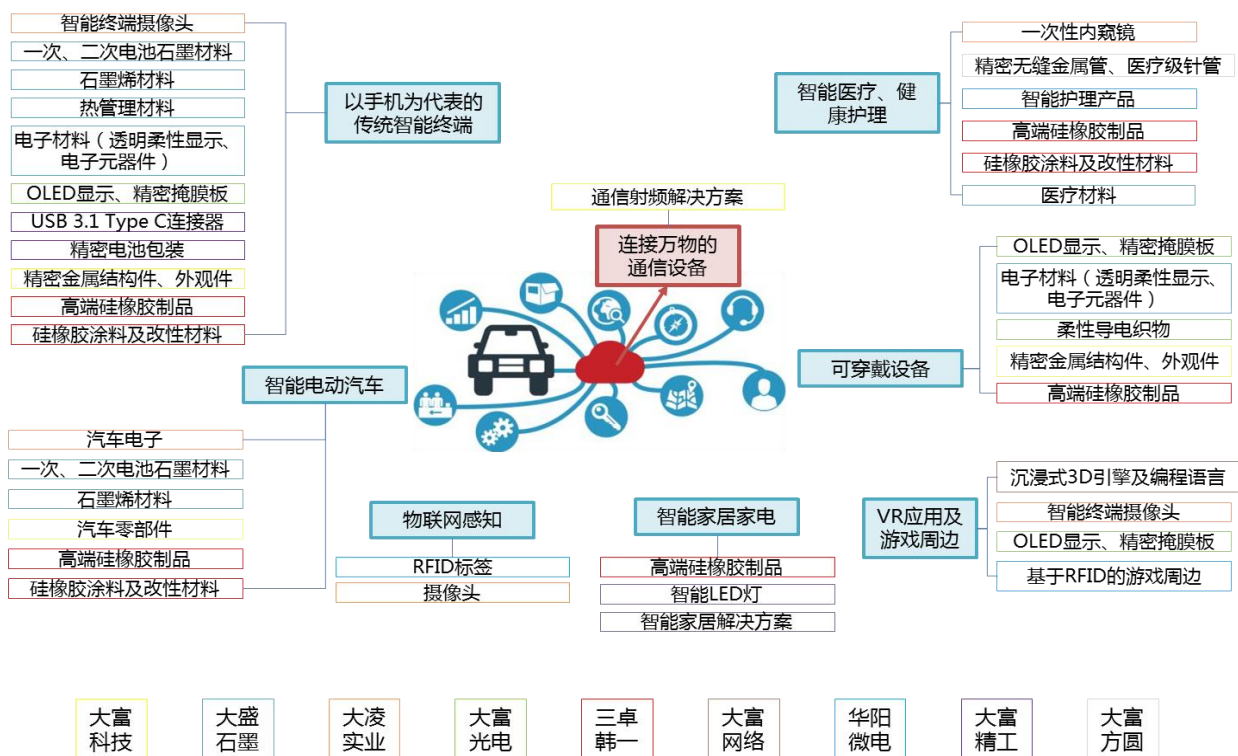 智能终端摄像头
一次、二次电池石墨材料
石墨烯材料
热管理材料
电子材料（透明柔性显示、
电子元器件）
OLED显示、精密掩膜板
USB 3.1 Type C连接器
精密电池包装
精密金属结构件、外观件
高端硅橡胶制品
硅橡胶涂料及改性材料
以手机为代表的
传统智能终端
智能医疗、健
康护理
一次性内窥镜
精密无缝金属管、医疗级针管
智能护理产品
高端硅橡胶制品
硅橡胶涂料及改性材料
医疗材料
通信射频解决方案
连接万物的
通信设备
可穿戴设备
OLED显示、精密掩膜板
电子材料（透明柔性显示、
电子元器件）
柔性导电织物
精密金属结构件、外观件
高端硅橡胶制品
智能电动汽车
汽车电子
一次、二次电池石墨材料
石墨烯材料
汽车零部件
高端硅橡胶制品
硅橡胶涂料及改性材料
物联网感知
RFID标签
摄像头
智能家居家电
高端硅橡胶制品
智能LED灯
智能家居解决方案
VR应用及
游戏周边
沉浸式3D引擎及编程语言
智能终端摄像头
OLED显示、精密掩膜板
基于RFID的游戏周边
大富
科技
大盛
石墨
大凌
实业
大富
光电
三卓
韩一
大富
网络
华阳
微电
大富
精工
大富
方圆